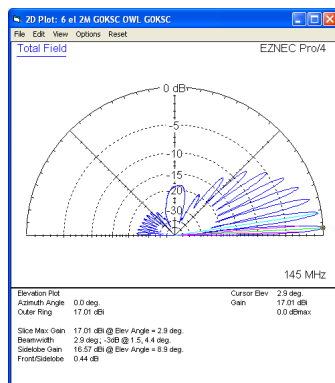 2D Plot: 6 el 2M G0KSC OWL G0KSC
File Edit View Options Reset
Total Field
EZNEC Pro/4
0 dB
-5
-10
-15
-20
-30
145 MHz
Elevation Plot
Azimuth Angle 0.0 deg.
Outer Ring 17.01 dBi
Cursor Elev 2.9 deg.
Gain 17.01 dBi
0.0 dBmax
Slice Max Gain 17.01 dBi @ Elev Angle = 2.9 deg.
Beamwidth 2.9 deg.; -3dB @ 1.5, 4.4 deg.
Sidelobe Gain 16.57 dBi @ Elev Angle = 8.9 deg.
Front/Sidelobe 0.44 dB